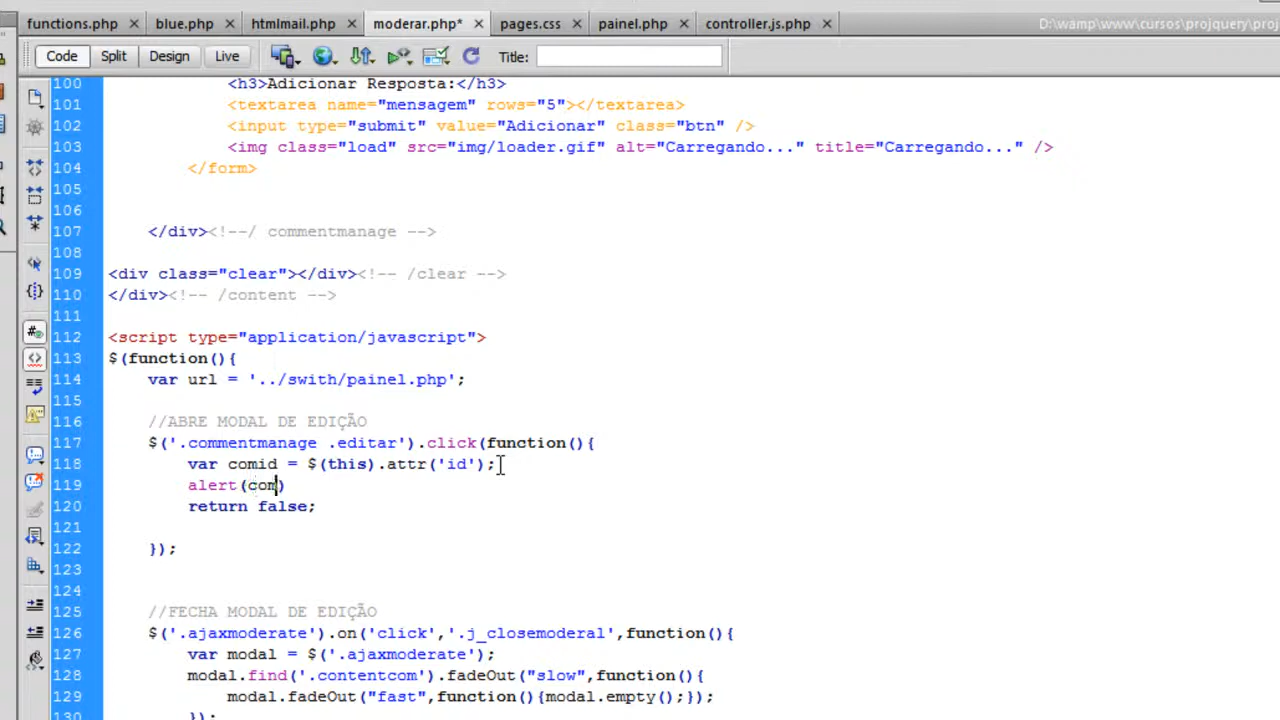 functions.php × blue.php × htmlmail.php × moderar.php* × pages.css × painel.php × controller.js.php × D:\wamp\www\cursos\projquery\proj
Code Split Design Live Title:
100 <h3>Adicionar Resposta:</h3>
101 <textarea name="mensagem" rows="5"></textarea>
102 <input type="submit" value="Adicionar" class="btn" />
103 <img class="load" src="img/loader.gif" alt="Carregando..." title="Carregando..." />
104 </form>
105
106
107 </div><!--/ commentmanage -->
108
109 <div class="clear"></div><!-- /clear -->
110 </div><!-- /content -->
111
112 <script type="application/javascript">
113 $(function(){
114 var url = '../swith/painel.php';
115
116 //ABRE MODAL DE EDIÇÃO
117 $('.commentmanage .editar').click(function(){
118 var comid = $(this).attr('id');
119 alert(com)
120 return false;
121
122 });
123
124
125 //FECHA MODAL DE EDIÇÃO
126 $('.ajaxmoderate').on('click','.j_closemoderal',function(){
127 var modal = $('.ajaxmoderate');
128 modal.find('.contentcom').fadeOut("slow",function(){
129 modal.fadeOut("fast",function(){modal.empty();});
130 });